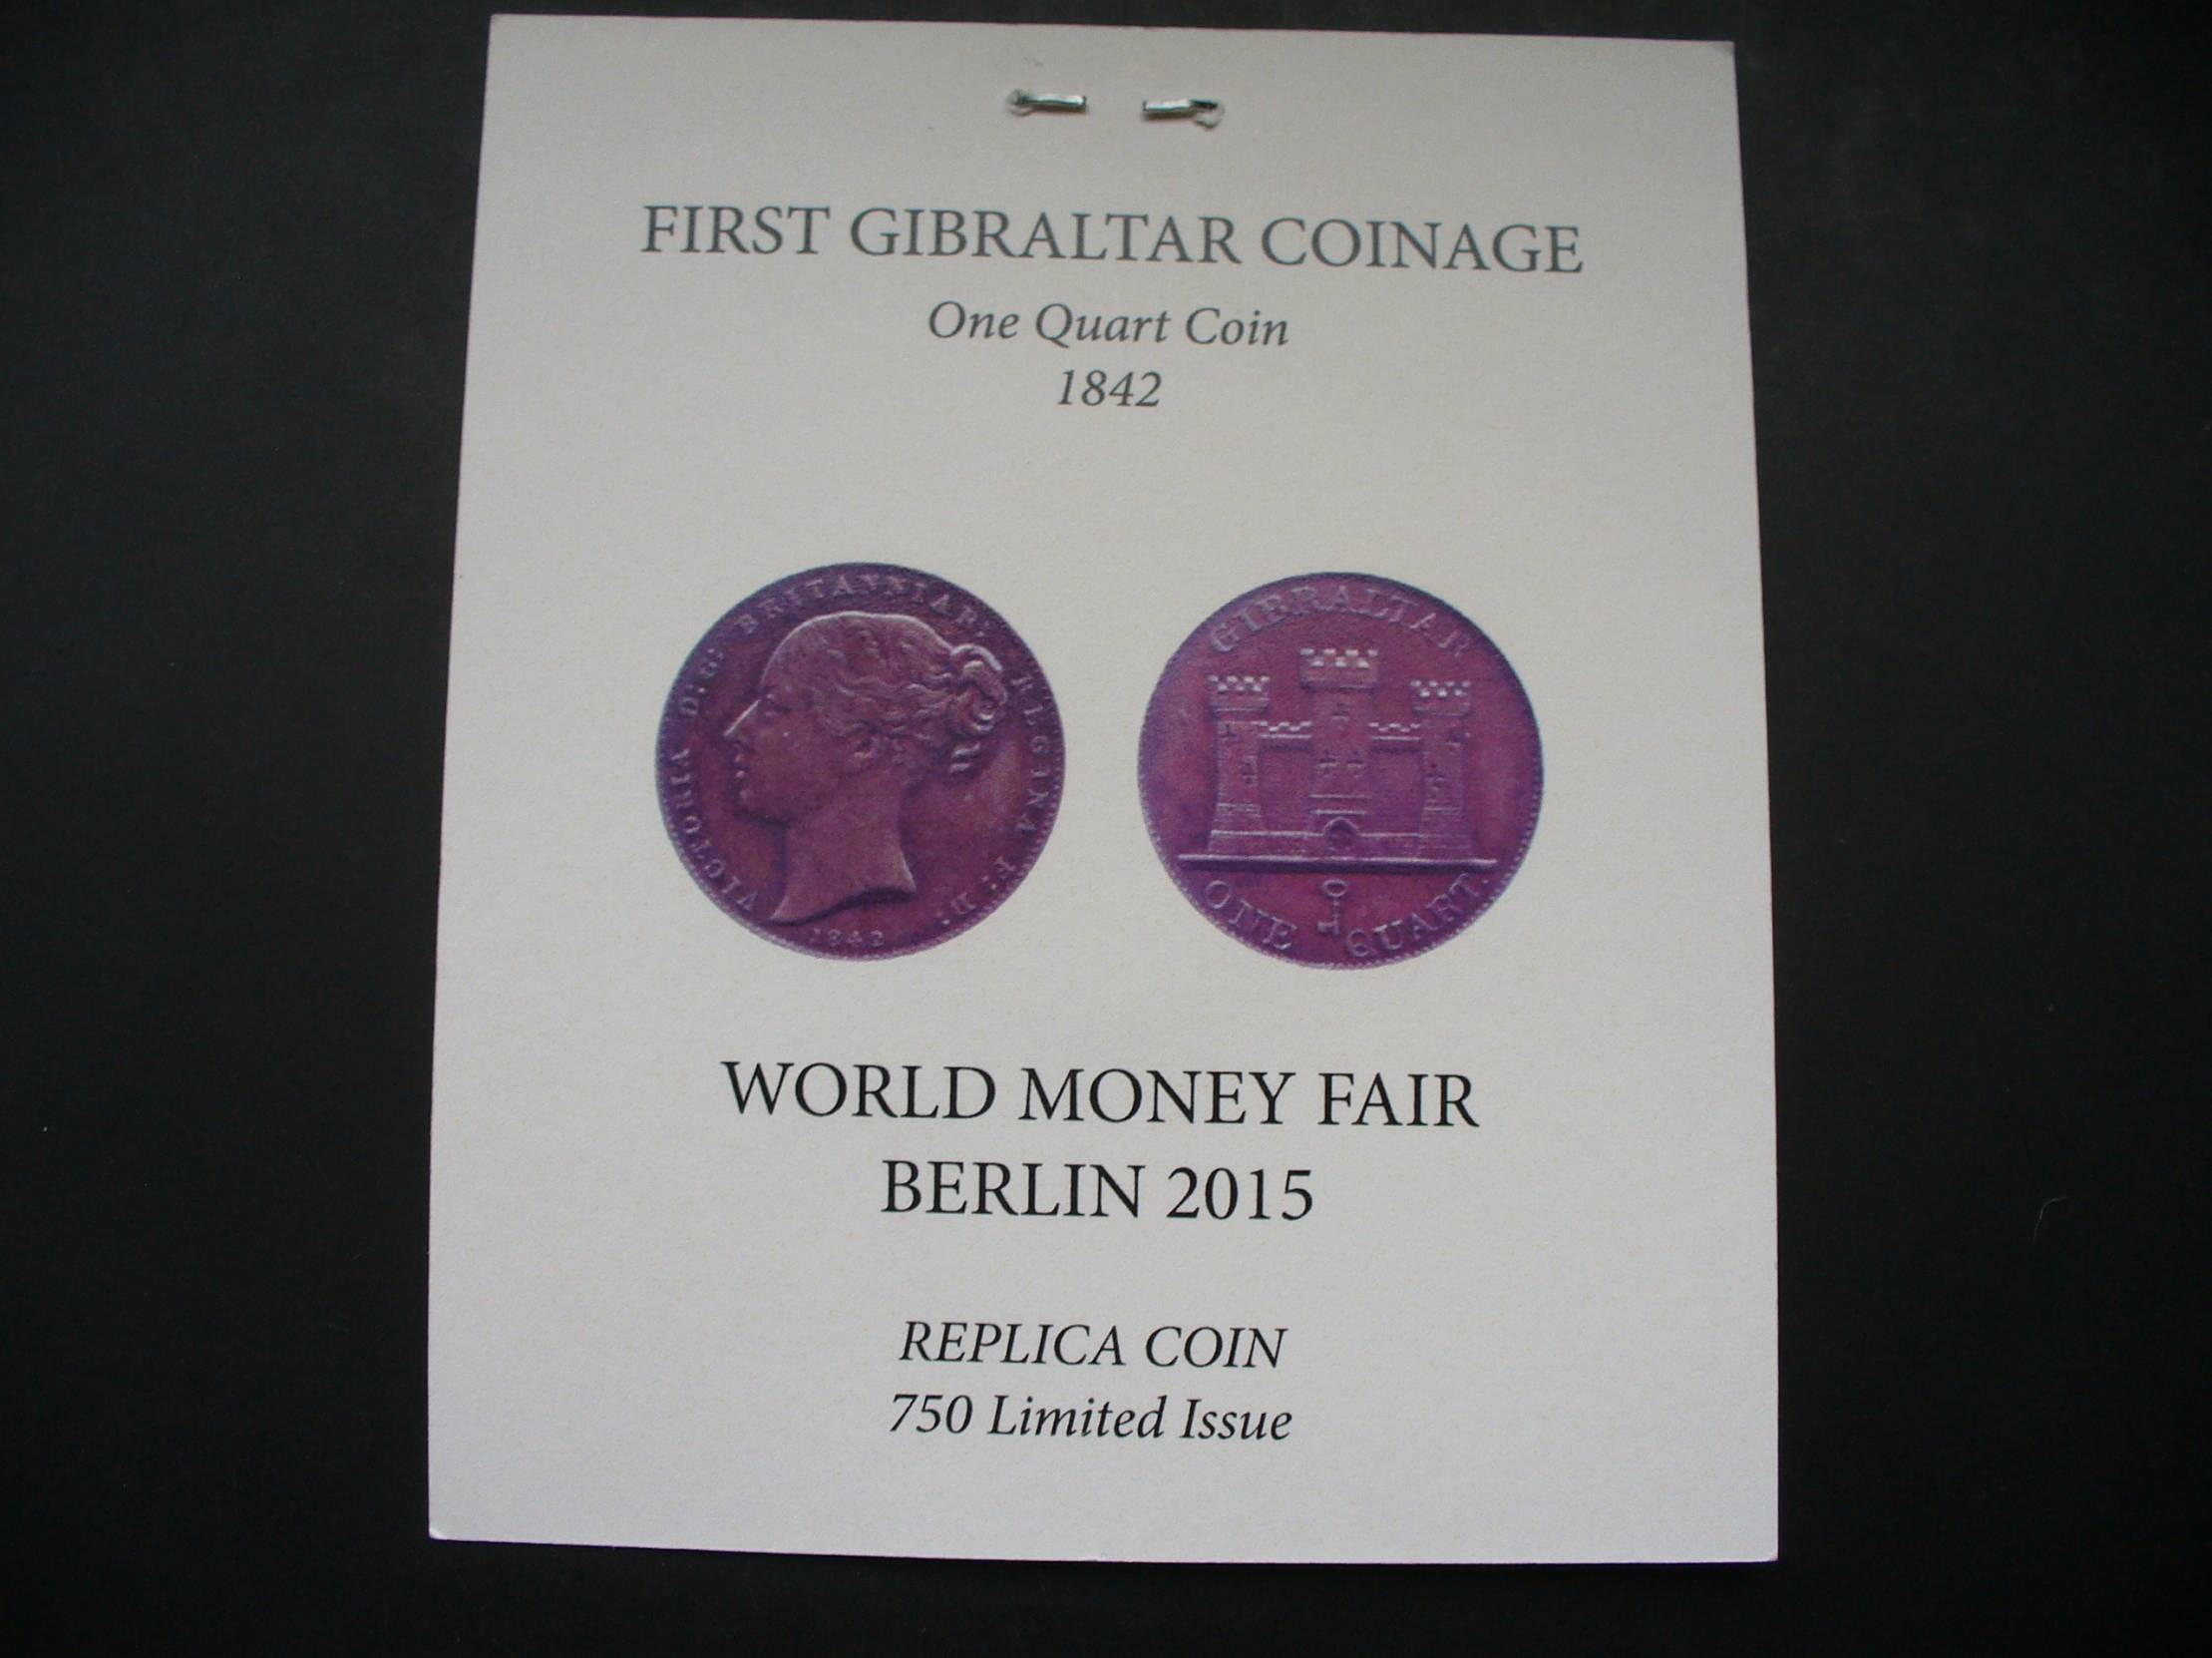 FIRST GIBRALTAR COINAGE
One Quart Coin
1842
VICTORIA D: G: BRITANNIAR: REGINA F: D:
1842
GIBRALTAR
ONE QUART.
WORLD MONEY FAIR
BERLIN 2015
REPLICA COIN
750 Limited Issue